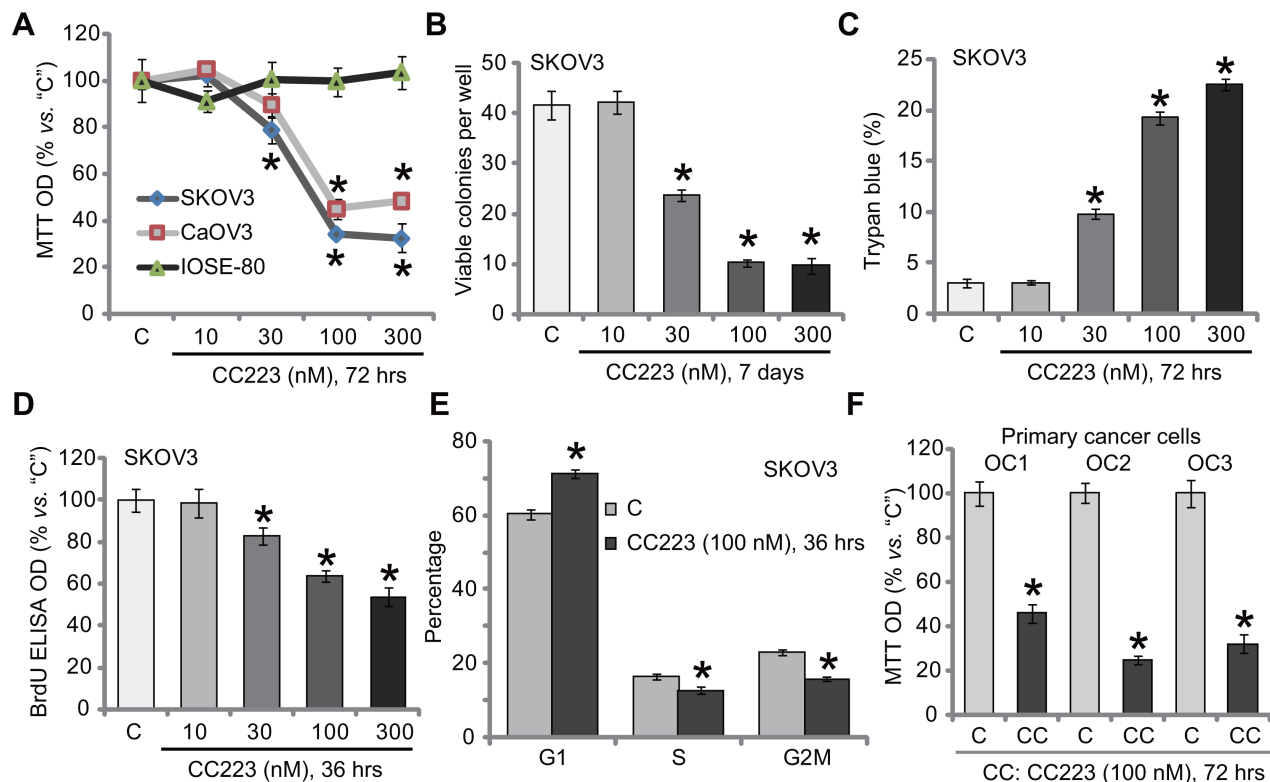 A
MTT OD (% vs. “C”)
120
100
80
60
40
20
0
SKOV3
CaOV3
IOSE-80
*
*
*
*
*
C 10 30 100 300
CC223 (nM), 72 hrs
B
Viable colonies per well
50
40
30
20
10
0
SKOV3
*
*
*
C 10 30 100 300
CC223 (nM), 7 days
C
Trypan blue (%)
25
20
15
10
5
0
SKOV3
*
*
*
C 10 30 100 300
CC223 (nM), 72 hrs
D
BrdU ELISA OD (% vs. “C”)
120
100
80
60
40
20
0
SKOV3
*
*
*
C 10 30 100 300
CC223 (nM), 36 hrs
E
Percentage
80
60
40
20
0
SKOV3
C
CC223 (100 nM), 36 hrs
*
*
*
G1 S G2M
F
MTT OD (% vs. “C”)
120
100
80
60
40
20
0
Primary cancer cells
OC1 OC2 OC3
*
*
*
C CC C CC C CC
CC: CC223 (100 nM), 72 hrs